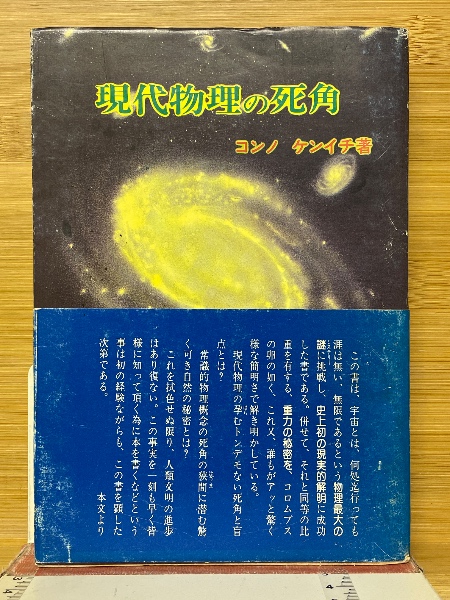 現代物理の死角
コンノ ケンイチ著
この書は、宇宙とは、何処迄行っても
涯は無い、無限であるという物理最大の
謎に挑戦し、史上初の現実的解明に成功
した書である。併せて、それと同等の比
重を有する、重力の秘密を、コロムブス
の卵の如く、これ又、誰もがアッと驚く
様な簡明さで解き明かしている。
現代物理の孕むトンデモない死角と盲
点とは?
常識的物理概念の死角の狭間に潜む驚
く可き自然の秘密とは?
これを拭色せぬ限り、人類文明の進歩
はあり得ない。この事実を一刻も早く皆
様に知って頂く為に本を書くなどという
事は初の経験ながらも、この書を顕した
次第である。
本文より